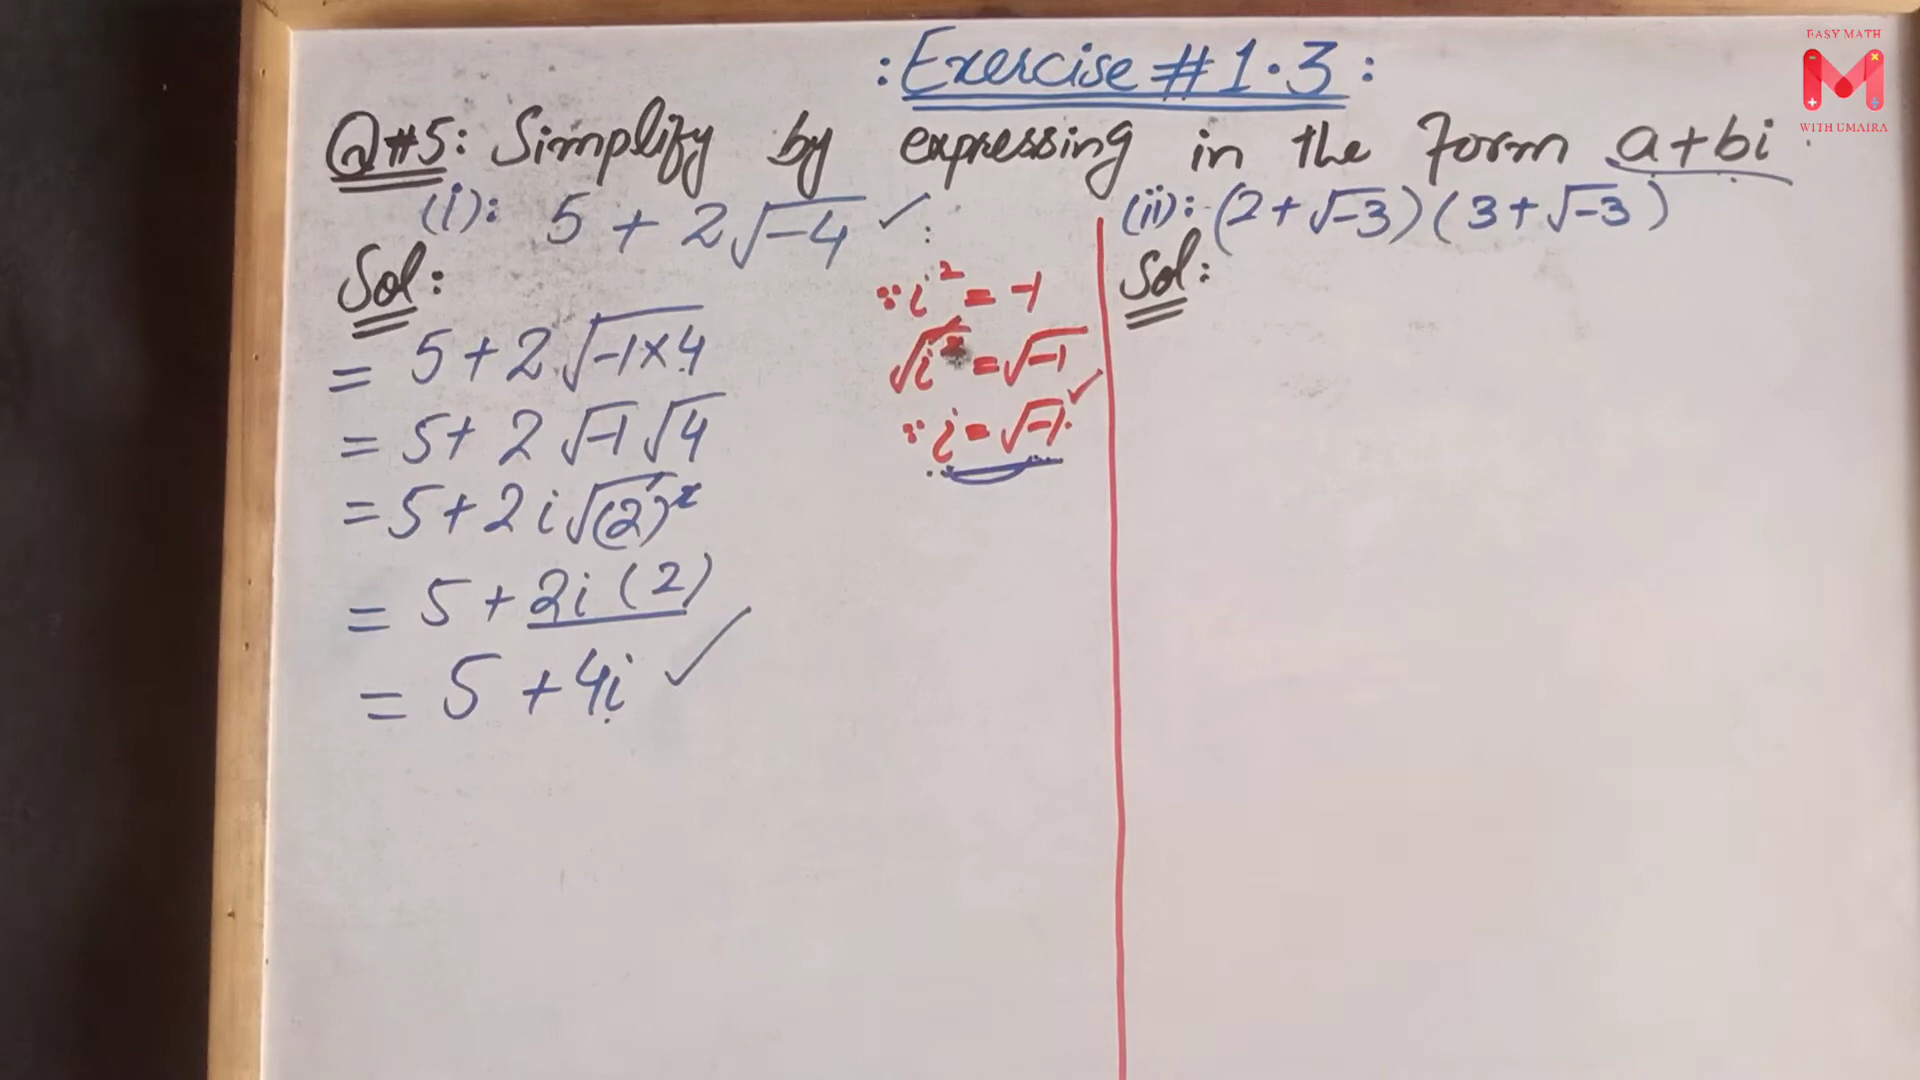 : Exercise # 1.3 :
EASY MATH
WITH UMAIRA
Q#5: Simplify by expressing in the form a+bi
(i): 5 + 2√-4 ✓
Sol:
= 5+2√-1×4
= 5+ 2 √-1 √4
= 5+ 2 i √(2)²
= 5 + 2i (2)
= 5 + 4i ✓
∵ i² = -1
√i² = √-1
∵ i = √-1 ✓
(ii): (2+√-3)(3+√-3)
Sol: